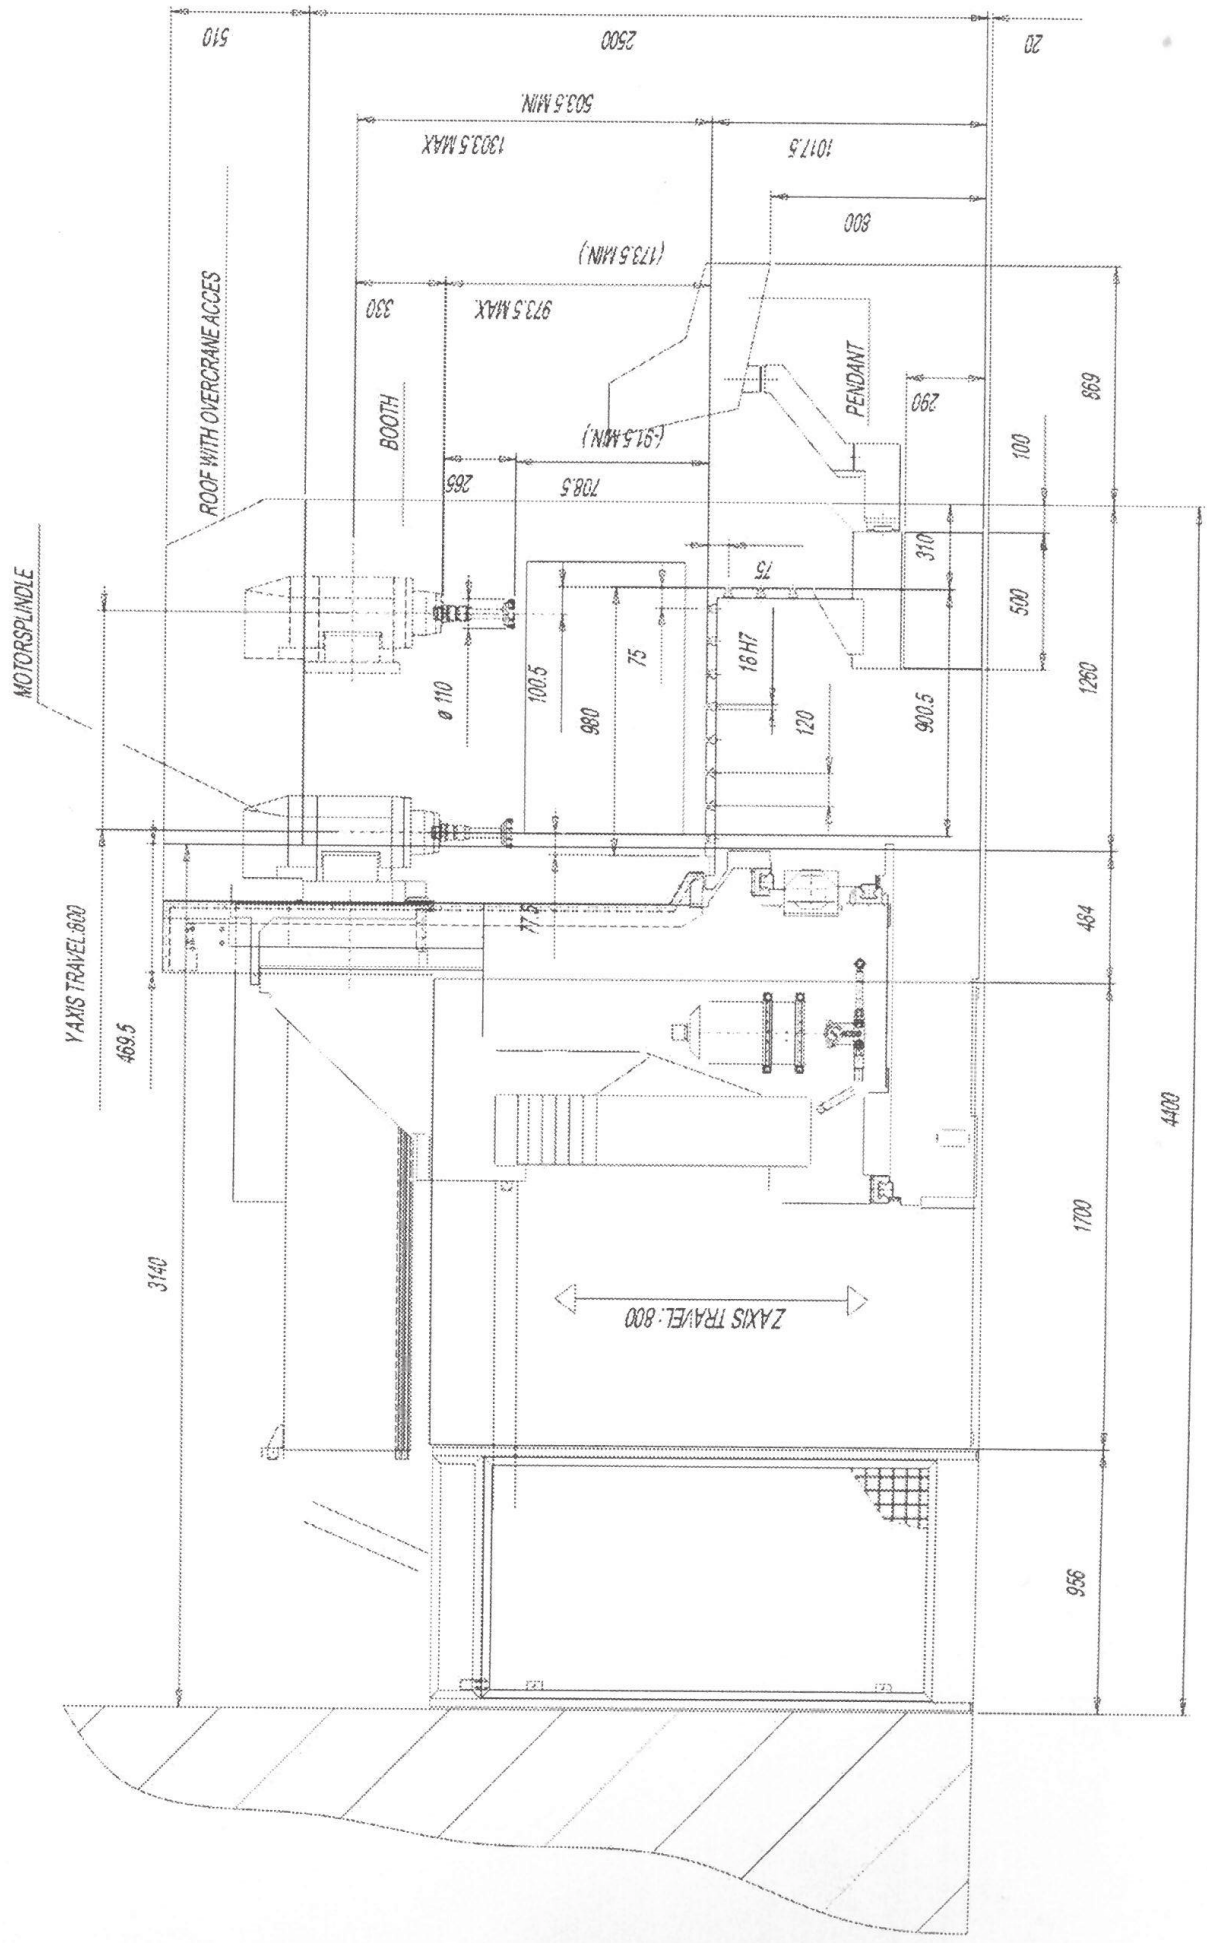 510
2500
20
503.5 MIN.
1303.5 MAX
1017.5
800
ROOF WITH OVERCRANE ACCES
(173.5 MIN.)
330
973.5 MAX.
BOOTH
PENDANT
290
869
(-91.5 MIN.)
265
708.5
100
MOTORSPLINDLE
ø 110
100.5
980
75
75
16 H7
120
310
500
900.5
1260
Y AXIS TRAVEL:800
469.5
77.5
484
3140
Z AXIS TRAVEL: 800
1700
4400
956